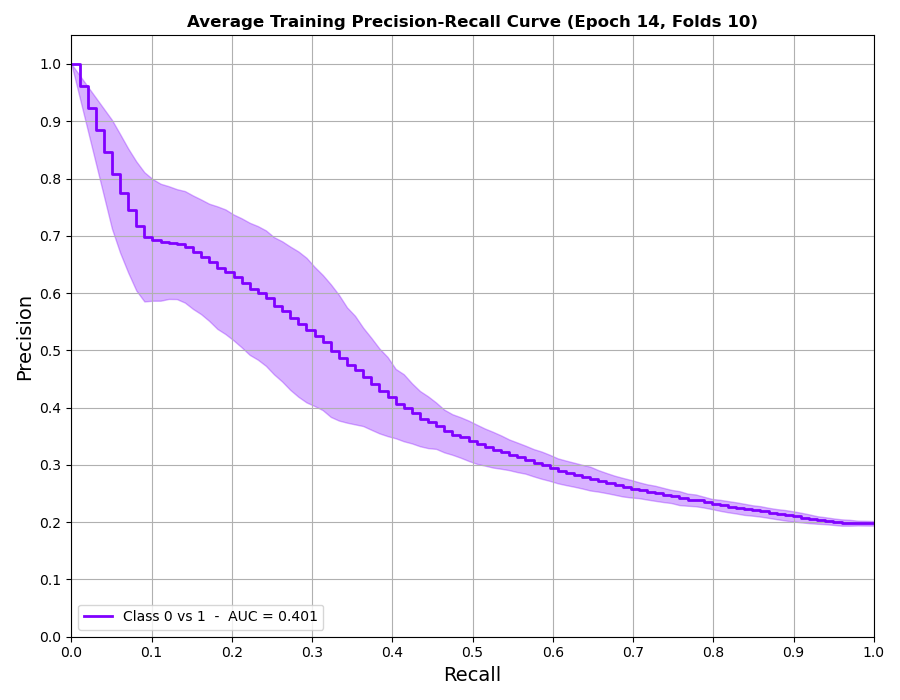 Average Training Precision-Recall Curve (Epoch 14, Folds 10)
Precision
1.0
0.9
0.8
0.7
0.6
0.5
0.4
0.3
0.2
0.1
0.0
Class 0 vs 1 - AUC = 0.401
0.0 0.1 0.2 0.3 0.4 0.5 0.6 0.7 0.8 0.9 1.0
Recall